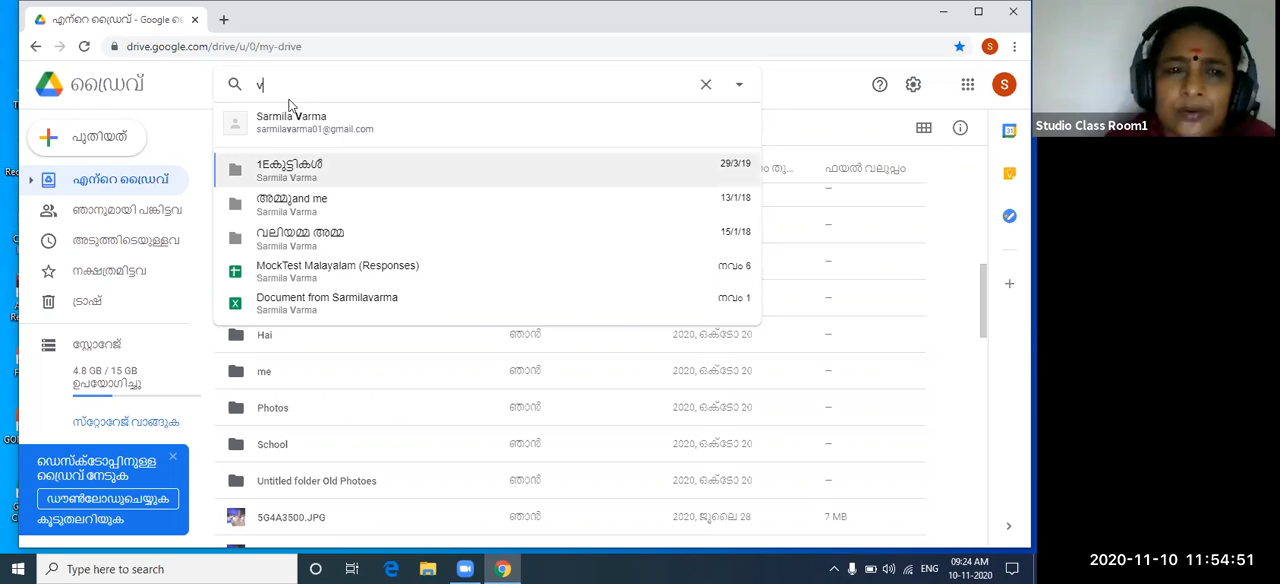 എന്റെ ഡ്രൈവ് - Google ഡ്രൈ
drive.google.com/drive/u/0/my-drive
S
ഡ്രൈവ്
v
S
Studio Class Room1
Sarmila Varma
sarmilavarma01@gmail.com
പുതിയത്
1Eകുട്ടികൾ
29/3/19
Sarmila Varma
ഫയൽ വലുപ്പം
എന്റെ ഡ്രൈവ്
അമ്മുand me
13/1/18
Sarmila Varma
ഞാനുമായി പങ്കിട്ടവ
വലിയമ്മ അമ്മ
15/1/18
Sarmila Varma
അടുത്തിടെയുള്ളവ
MockTest Malayalam (Responses)
നവം 6
Sarmila Varma
നക്ഷത്രമിട്ടവ
Document from Sarmilavarma
നവം 1
Sarmila Varma
ട്രാഷ്
Hai ഞാൻ 2020, ഒക്ടോ 20 –
സ്റ്റോറേജ്
4.8 GB / 15 GB
ഉപയോഗിച്ചു
me ഞാൻ 2020, ഒക്ടോ 20 –
Photos ഞാൻ 2020, ഒക്ടോ 20 –
സ്റ്റോറേജ് വാങ്ങുക
School ഞാൻ 2020, ഒക്ടോ 20 –
ഡെസ്ക്ടോപ്പിനുള്ള
ഡ്രൈവ് നേടുക
Untitled folder Old Photoes ഞാൻ 2020, ഒക്ടോ 20 –
ഡൗൺലോഡുചെയ്യുക
കൂടുതലറിയുക
5G4A3500.JPG ഞാൻ 2020, ജൂലൈ 28 7 MB
Type here to search
ENG
09:24 AM
10-11-2020
2020-11-10 11:54:51